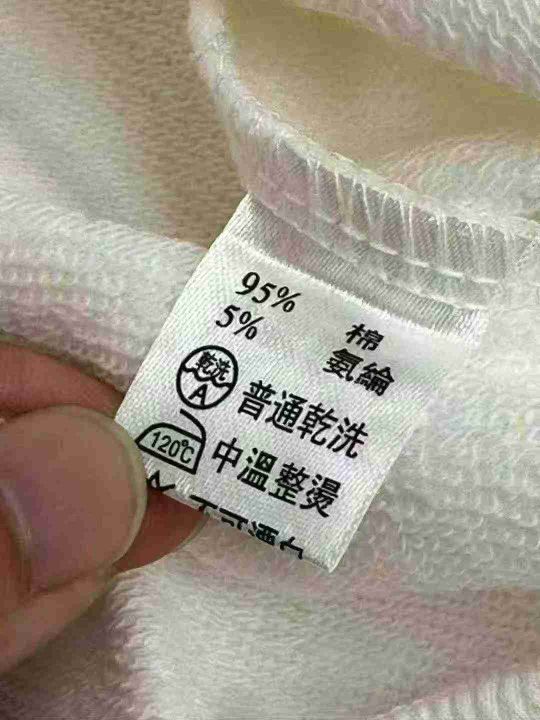 95% 棉
5% 氨綸
乾洗 A 普通乾洗
120℃ 中溫整燙